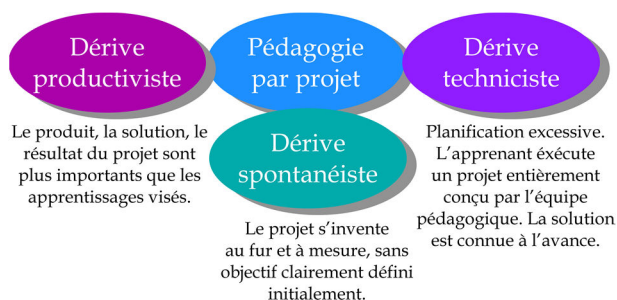 Dérive
productiviste
Pédagogie
par projet
Dérive
techniciste
Le produit, la solution, le
résultat du projet sont
plus importants que les
apprentissages visés.
Dérive
spontanéiste
Le projet s'invente
au fur et à mesure, sans
objectif clairement défini
initialement.
Planification excessive.
L'apprenant éxécute
un projet entièrement
conçu par l'équipe
pédagogique. La solution
est connue à l'avance.